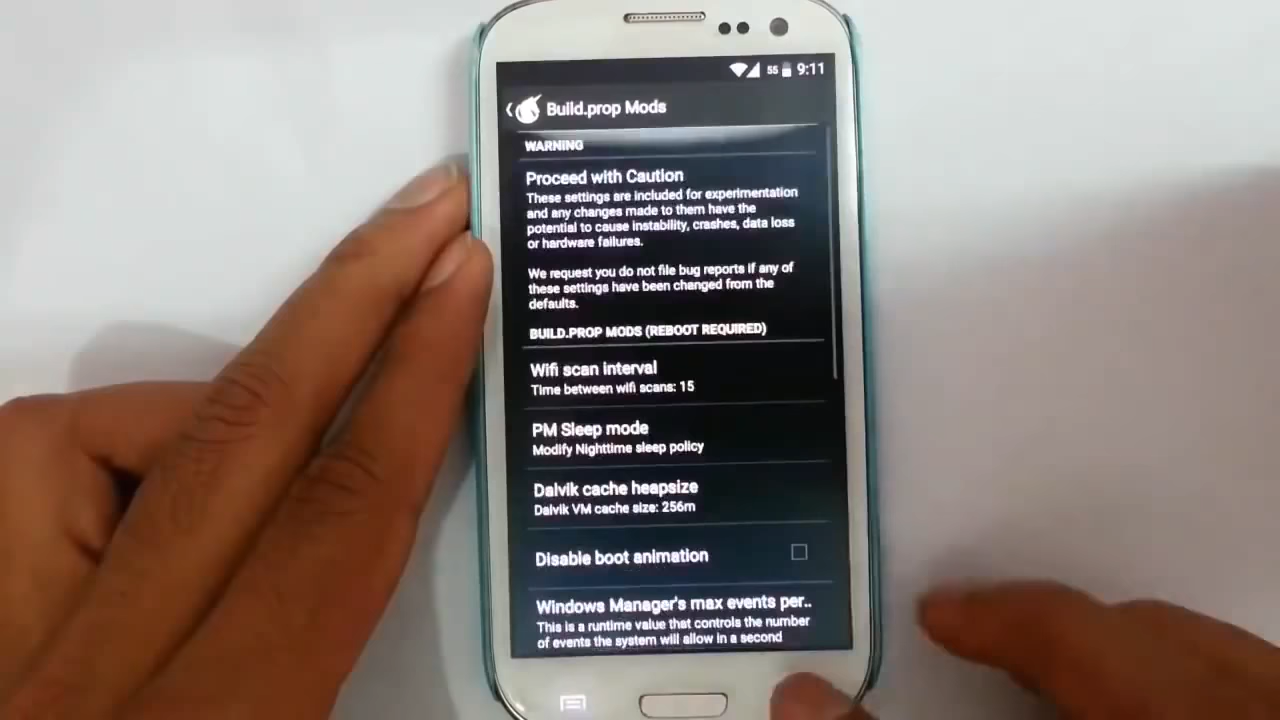 55 9:11
Build.prop Mods
WARNING
Proceed with Caution
These settings are included for experimentation
and any changes made to them have the
potential to cause instability, crashes, data loss
or hardware failures.
We request you do not file bug reports if any of
these settings have been changed from the
defaults.
BUILD.PROP MODS (REBOOT REQUIRED)
Wifi scan interval
Time between wifi scans: 15
PM Sleep mode
Modify Nighttime sleep policy
Dalvik cache heapsize
Dalvik VM cache size: 256m
Disable boot animation
Windows Manager's max events per..
This is a runtime value that controls the number
of events the system will allow in a second